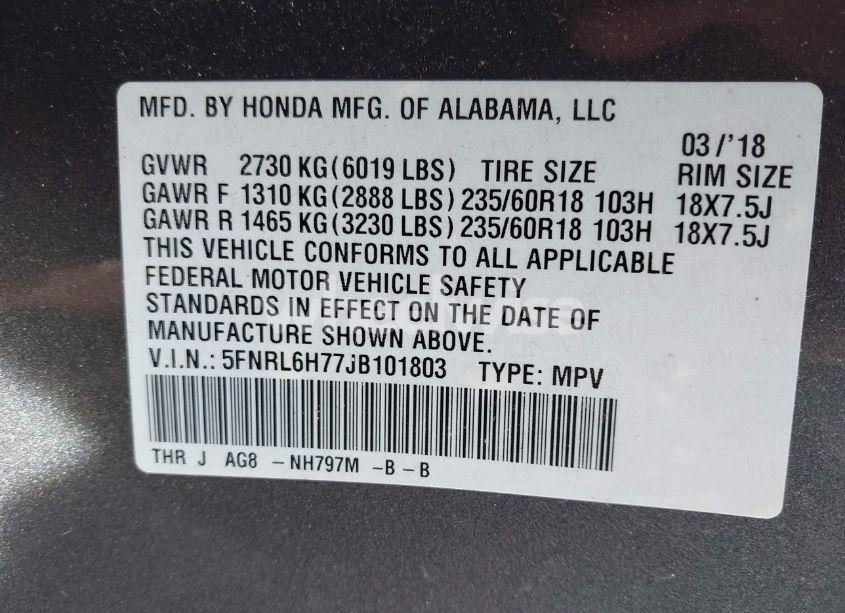 MFD. BY HONDA MFG. OF ALABAMA, LLC
03/'18
GVWR 2730 KG(6019 LBS) TIRE SIZE RIM SIZE
GAWR F 1310 KG(2888 LBS) 235/60R18 103H 18X7.5J
GAWR R 1465 KG(3230 LBS) 235/60R18 103H 18X7.5J
THIS VEHICLE CONFORMS TO ALL APPLICABLE
FEDERAL MOTOR VEHICLE SAFETY
STANDARDS IN EFFECT ON THE DATE OF
MANUFACTURE SHOWN ABOVE.
V.I.N.: 5FNRL6H77JB101803 TYPE: MPV
THR J AG8 -NH797M -B-B